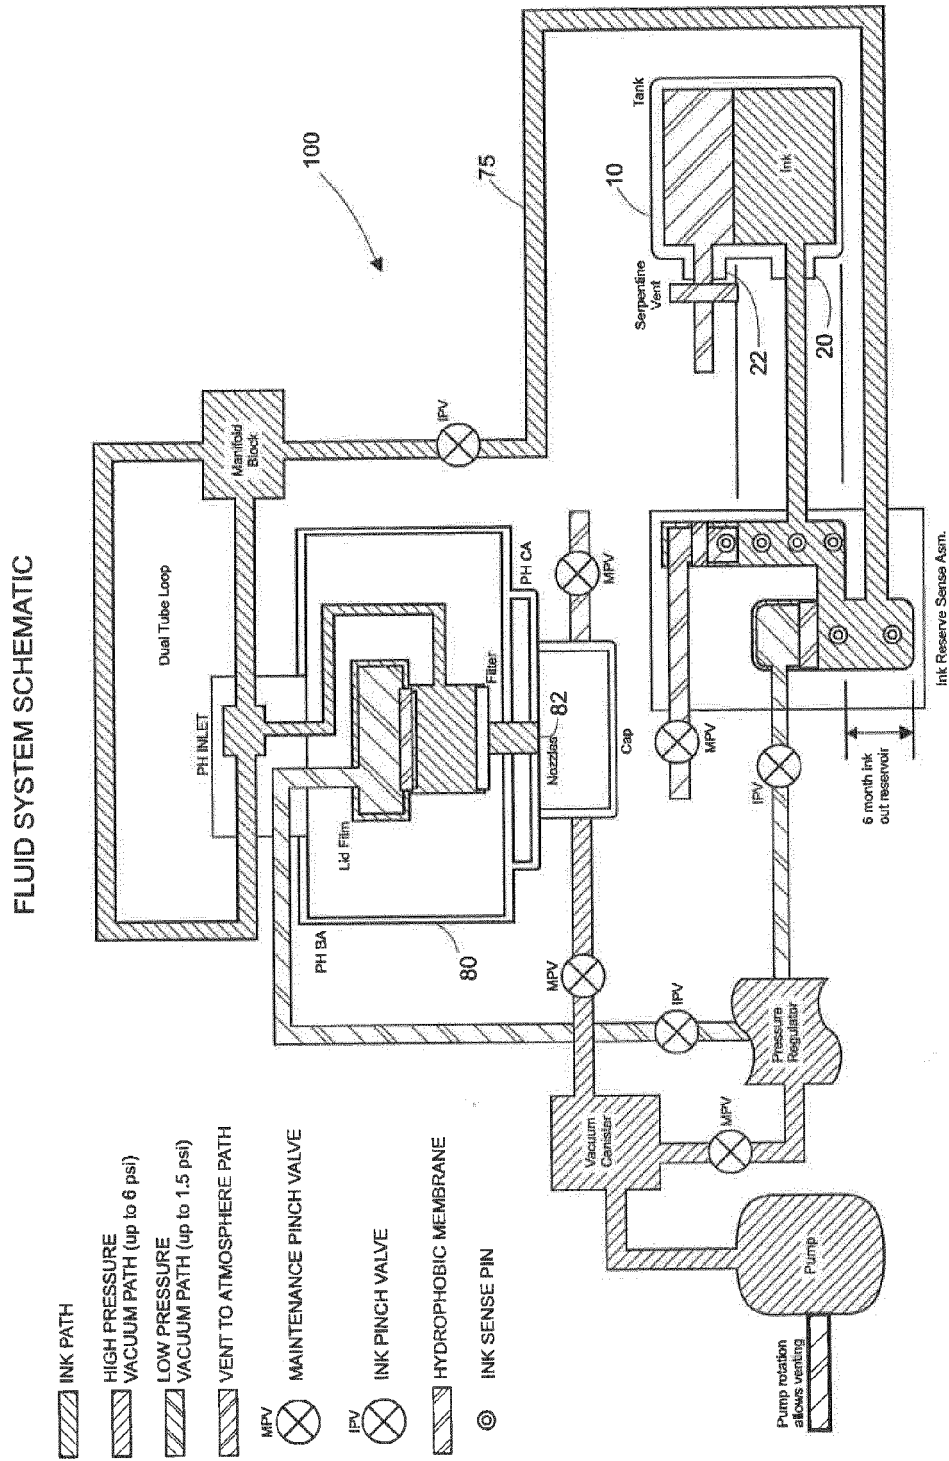 FLUID SYSTEM SCHEMATIC
Dual Tube Loop
Manifold
Block
PH INLET
IPV
75
100
Tank
10
Ink
Serpentine
Vent
22
20
PH BA
80
Lid Film
Filter
PH CA
Nozzles
82
Cap
MPV
MPV
MPV
IPV
Ink Reserve Sense Asm.
6 month ink
out reservoir
IPV
Pressure
Regulator
Vacuum
Canister
MPV
Pump
Pump rotation
allows venting
INK PATH
HIGH PRESSURE
VACUUM PATH (up to 6 psi)
LOW PRESSURE
VACUUM PATH (up to 1.5 psi)
VENT TO ATMOSPHERE PATH
MPV
MAINTENANCE PINCH VALVE
IPV
INK PINCH VALVE
HYDROPHOBIC MEMBRANE
INK SENSE PIN